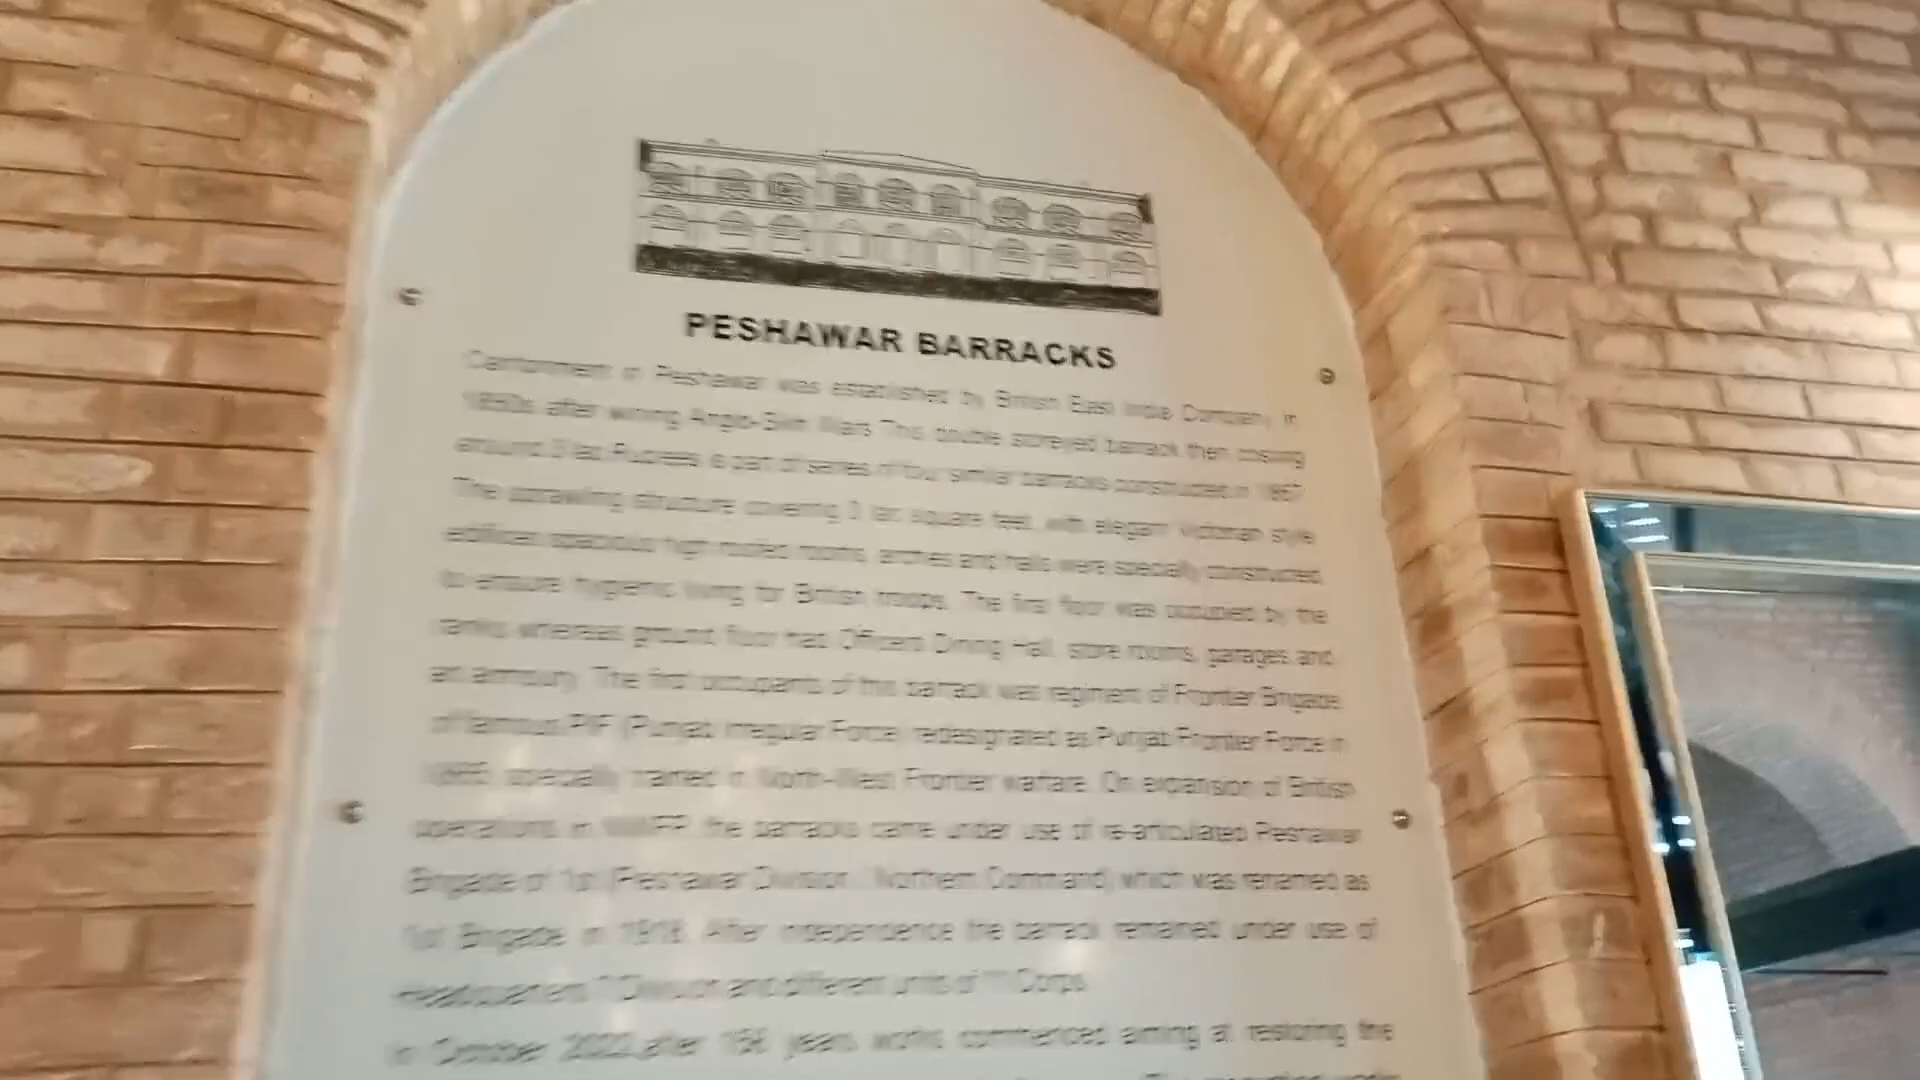 PESHAWAR BARRACKS
Cantonment in Peshawar was established by British East India Company in
1850s after wining Anglo-Sikh Wars This double storeyed barrack then costing
around 3 lac Rupees is part of series of four similar barracks constructed in
The sprawling structure covering lac square feet, with elegant victorian style
edifices spacious high roofed rooms, arches and halls were specially constructed
to ensure hygienic living for British troops. The first floor was occupied by the
ranks whereas ground floor had Officers Dining Hall, store rooms, garages and
an armoury. The first occupants of this barrack was regiment of Frontier Brigade
of famous PIF (Punjab Irregular Force) redesignated as Punjab Frontier Force in
specially trained in North-West Frontier warfare. On expansion of British
operations in NWFP the barracks came under use of re-articulated Peshawar
Brigade of 1st (Peshawar Division, Northern Command) which was renamed as
1st Brigade in After independence the barrack remained under use of
Headquarters Division and different units of 11 Corps.
In October 2022,after years works commenced aiming at restoring the